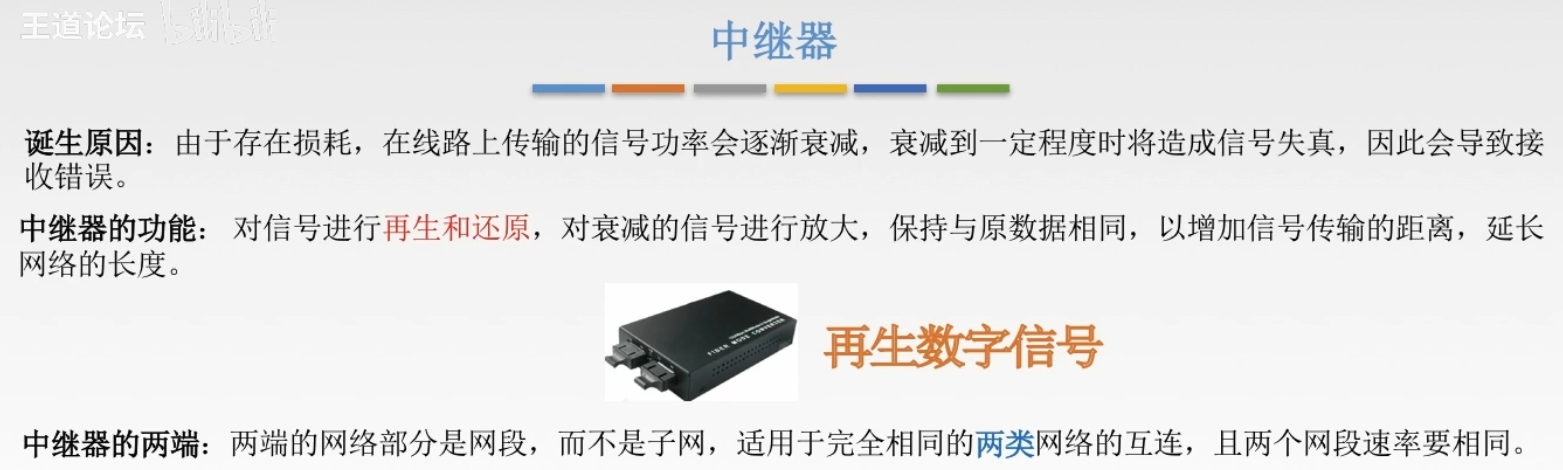 王道论坛 bilibili
中继器
诞生原因：由于存在损耗，在线路上传输的信号功率会逐渐衰减，衰减到一定程度时将造成信号失真，因此会导致接
收错误。
中继器的功能： 对信号进行再生和还原，对衰减的信号进行放大，保持与原数据相同，以增加信号传输的距离，延长
网络的长度。
FIBER MODE CONVERTER
再生数字信号
中继器的两端：两端的网络部分是网段，而不是子网，适用于完全相同的两类网络的互连，且两个网段速率要相同。